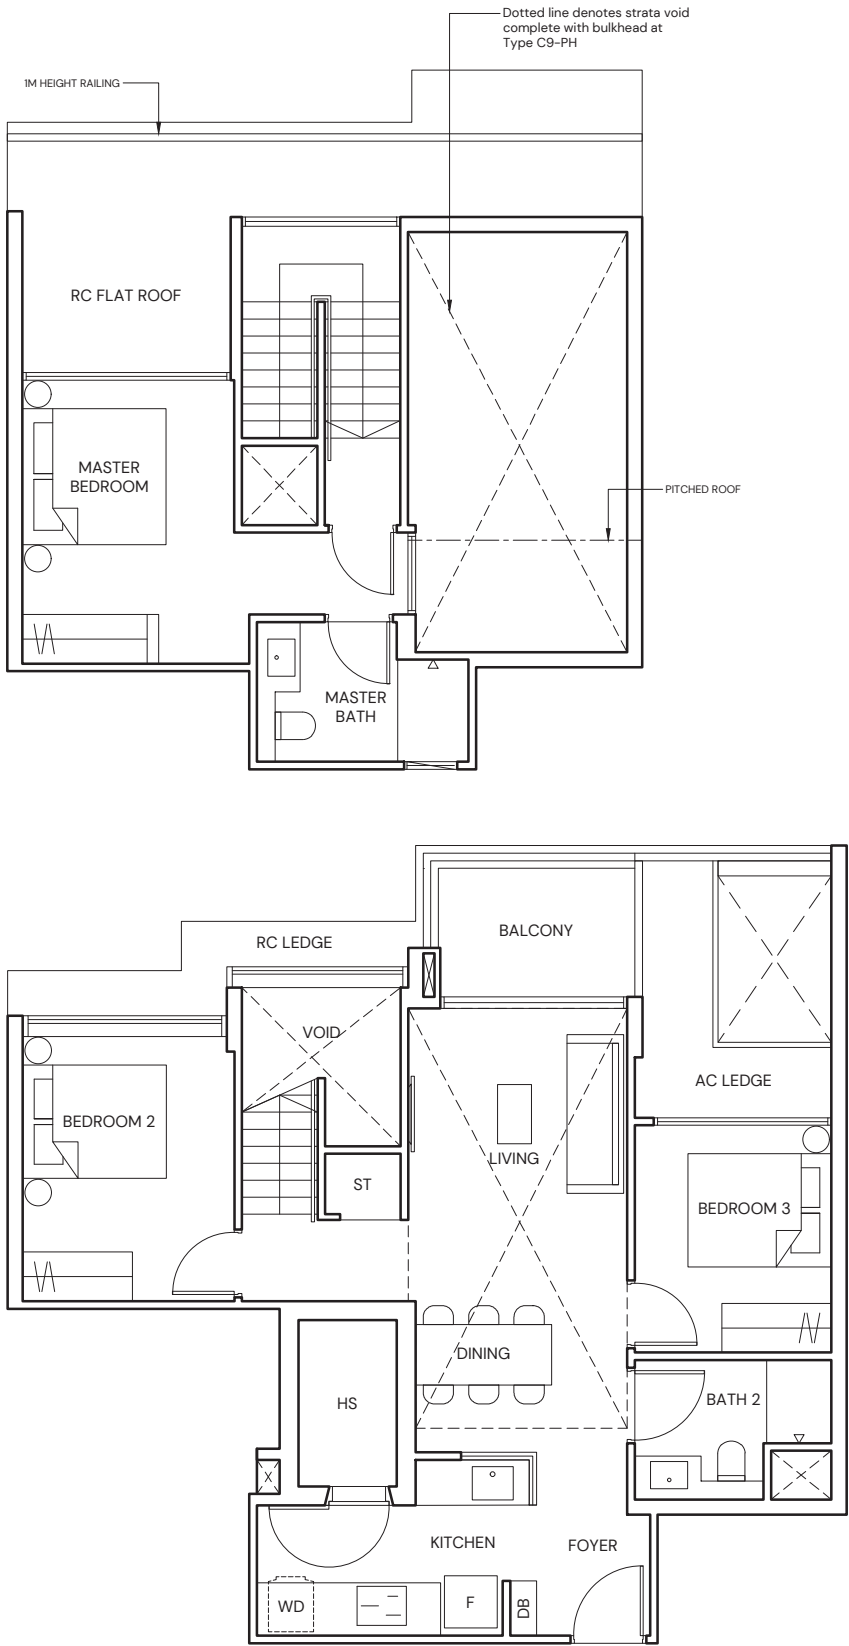 Dotted line denotes strata void
complete with bulkhead at
Type C9-PH
1M HEIGHT RAILING
RC FLAT ROOF
MASTER
BEDROOM
PITCHED ROOF
MASTER
BATH
BALCONY
RC LEDGE
VOID
AC LEDGE
BEDROOM 2
LIVING
ST
BEDROOM 3
DINING
BATH 2
HS
X
KITCHEN
FOYER
WD
F
DB